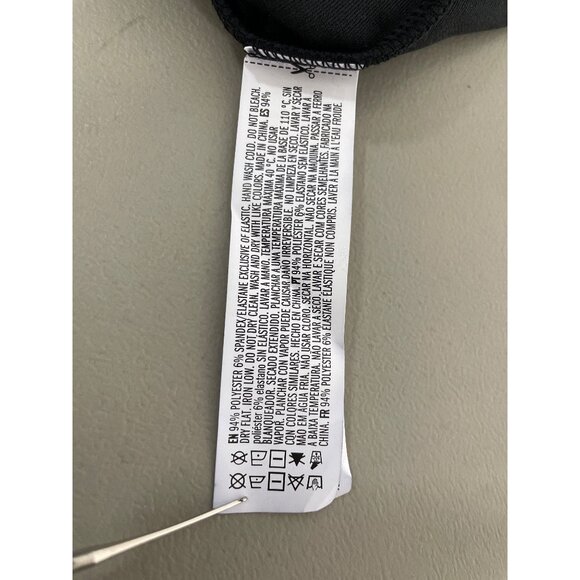 EN 94% POLYESTER 6% SPANDEX/ELASTANE EXCLUSIVE OF ELASTIC. HAND WASH COLD. DO NOT BLEACH.
DRY FLAT. IRON LOW. DO NOT DRY CLEAN. WASH AND DRY WITH LIKE COLORS. MADE IN CHINA. ES 94%
poliéster 6% elastano SIN ELASTICO. LAVAR A MANO. TEMPERATURA MAXIMA 40 °C. NO USAR
BLANQUEADOR. SECADO EXTENDIDO. PLANCHAR A UNA TEMPERATURA MAXIMA DE LA BASE DE 110 °C, SIN
VAPOR. PLANCHAR CON VAPOR PUEDE CAUSAR DAÑO IRREVERSIBLE. NO LIMPIEZA EN SECO. LAVAR Y SECAR
CON COLORES SIMILARES. HECHO EN CHINA. PT 94% POLIÉSTER 6% ELASTANO SEM ELÁSTICO. LAVAR À
MÃO EM ÁGUA FRIA. NÃO USAR CLORO. SECAR NA HORIZONTAL. NÃO SECAR NA MAQUINA. PASSAR A FERRO
A BAIXA TEMPERATURA. NÃO LAVAR A SECO. LAVAR E SECAR COM CORES SEMELHANTES. FABRICADO NA
CHINA. FR 94% POLYESTER 6% ELASTANE ÉLASTIQUE NON COMPRIS. LAVER À LA MAIN A L'EAU FROIDE.